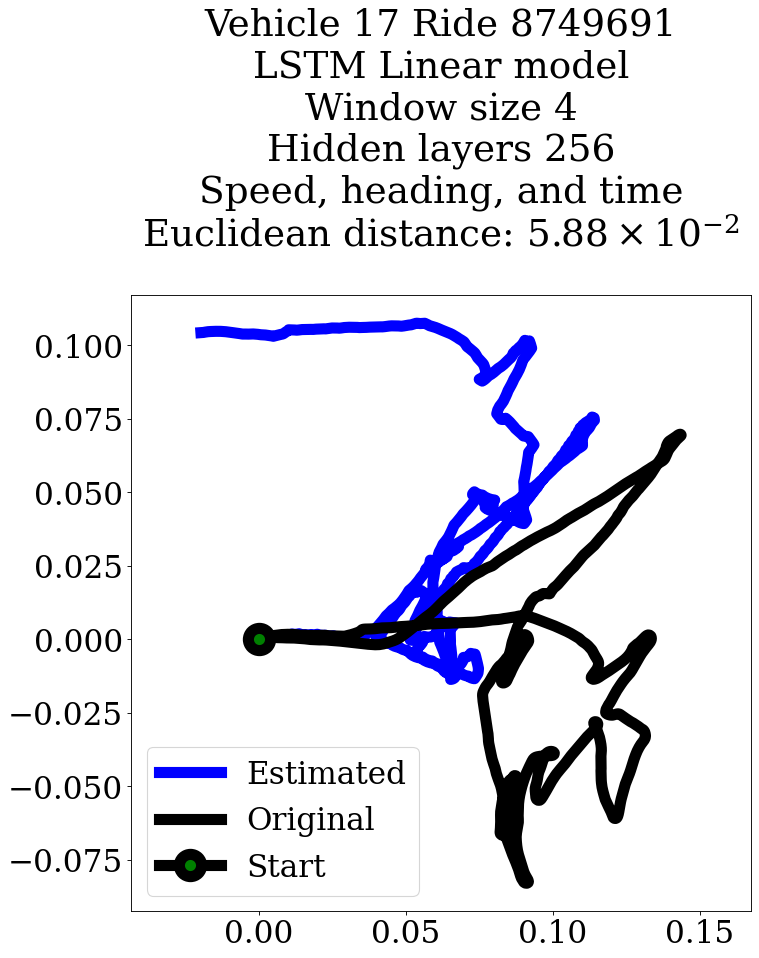 Vehicle 17 Ride 8749691
LSTM Linear model
Window size 4
Hidden layers 256
Speed, heading, and time
Euclidean distance: 5.88 × 10⁻²
0.100
0.075
0.050
0.025
0.000
−0.025
−0.050
−0.075
Estimated
Original
Start
0.00 0.05 0.10 0.15